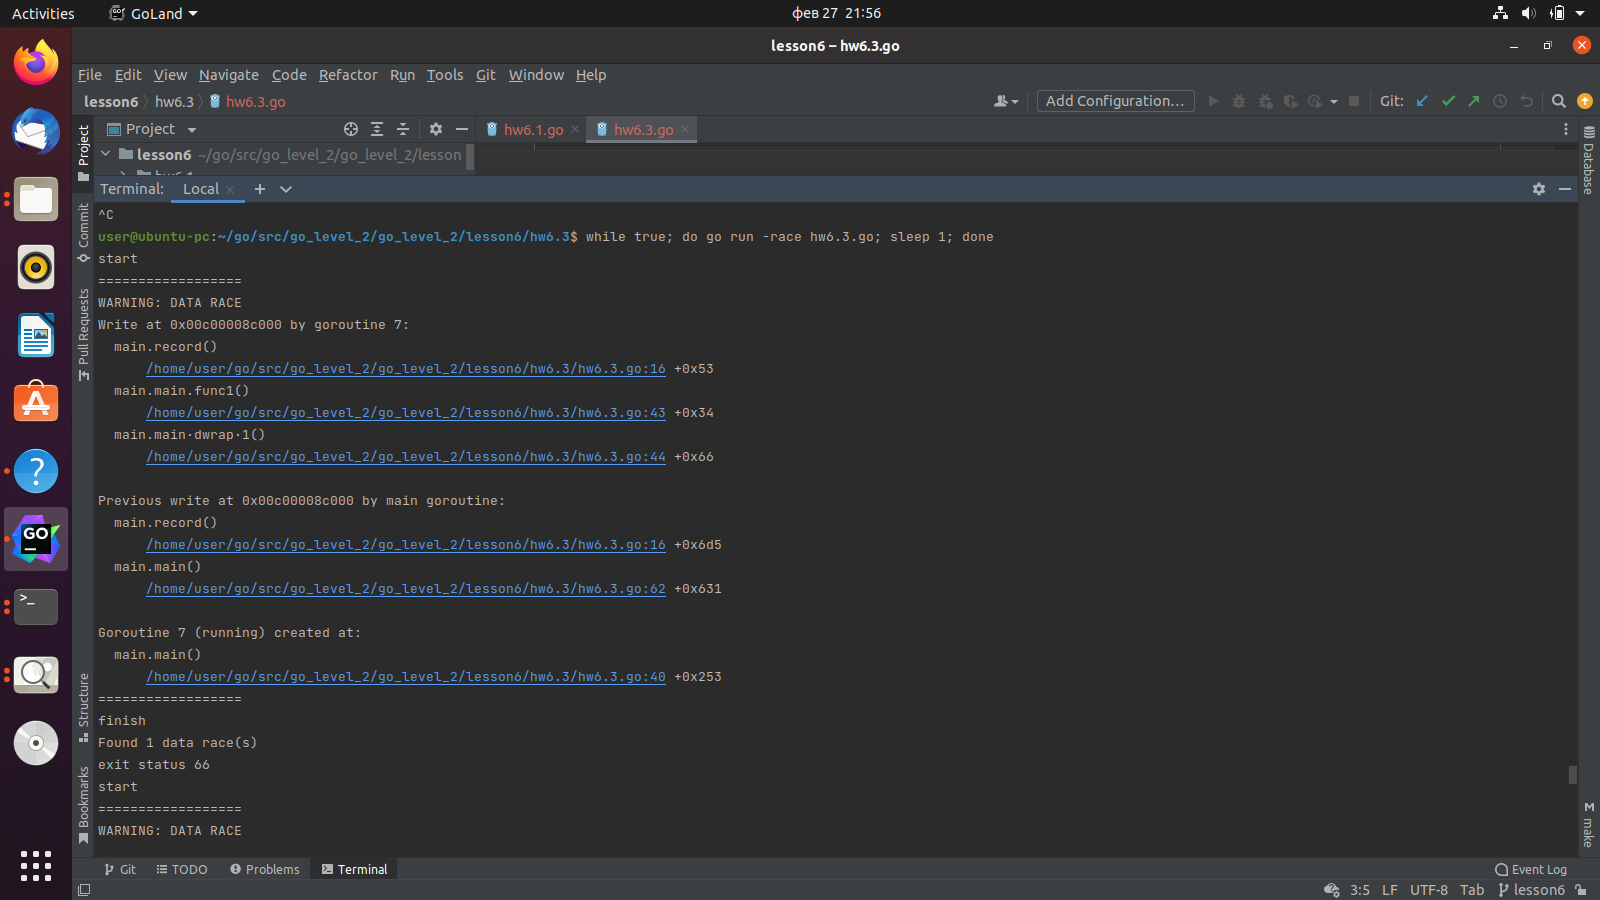 Activities
GoLand
фев 27 21:56
lesson6 – hw6.3.go
File Edit View Navigate Code Refactor Run Tools Git Window Help
lesson6 hw6.3 hw6.3.go
Add Configuration...
Git:
Project
hw6.1.go
hw6.3.go
lesson6 ~/go/src/go_level_2/go_level_2/lesson
Terminal: Local
^C
user@ubuntu-pc:~/go/src/go_level_2/go_level_2/lesson6/hw6.3$ while true; do go run -race hw6.3.go; sleep 1; done
start
==================
WARNING: DATA RACE
Write at 0x00c00008c000 by goroutine 7:
main.record()
/home/user/go/src/go_level_2/go_level_2/lesson6/hw6.3/hw6.3.go:16 +0x53
main.main.func1()
/home/user/go/src/go_level_2/go_level_2/lesson6/hw6.3/hw6.3.go:43 +0x34
main.main·dwrap·1()
/home/user/go/src/go_level_2/go_level_2/lesson6/hw6.3/hw6.3.go:44 +0x66
Previous write at 0x00c00008c000 by main goroutine:
main.record()
/home/user/go/src/go_level_2/go_level_2/lesson6/hw6.3/hw6.3.go:16 +0x6d5
main.main()
/home/user/go/src/go_level_2/go_level_2/lesson6/hw6.3/hw6.3.go:62 +0x631
Goroutine 7 (running) created at:
main.main()
/home/user/go/src/go_level_2/go_level_2/lesson6/hw6.3/hw6.3.go:40 +0x253
==================
finish
Found 1 data race(s)
exit status 66
start
==================
WARNING: DATA RACE
Project
Commit
Pull Requests
Structure
Bookmarks
Database
M make
GO
Git
TODO
Problems
Terminal
Event Log
3:5 LF UTF-8 Tab lesson6